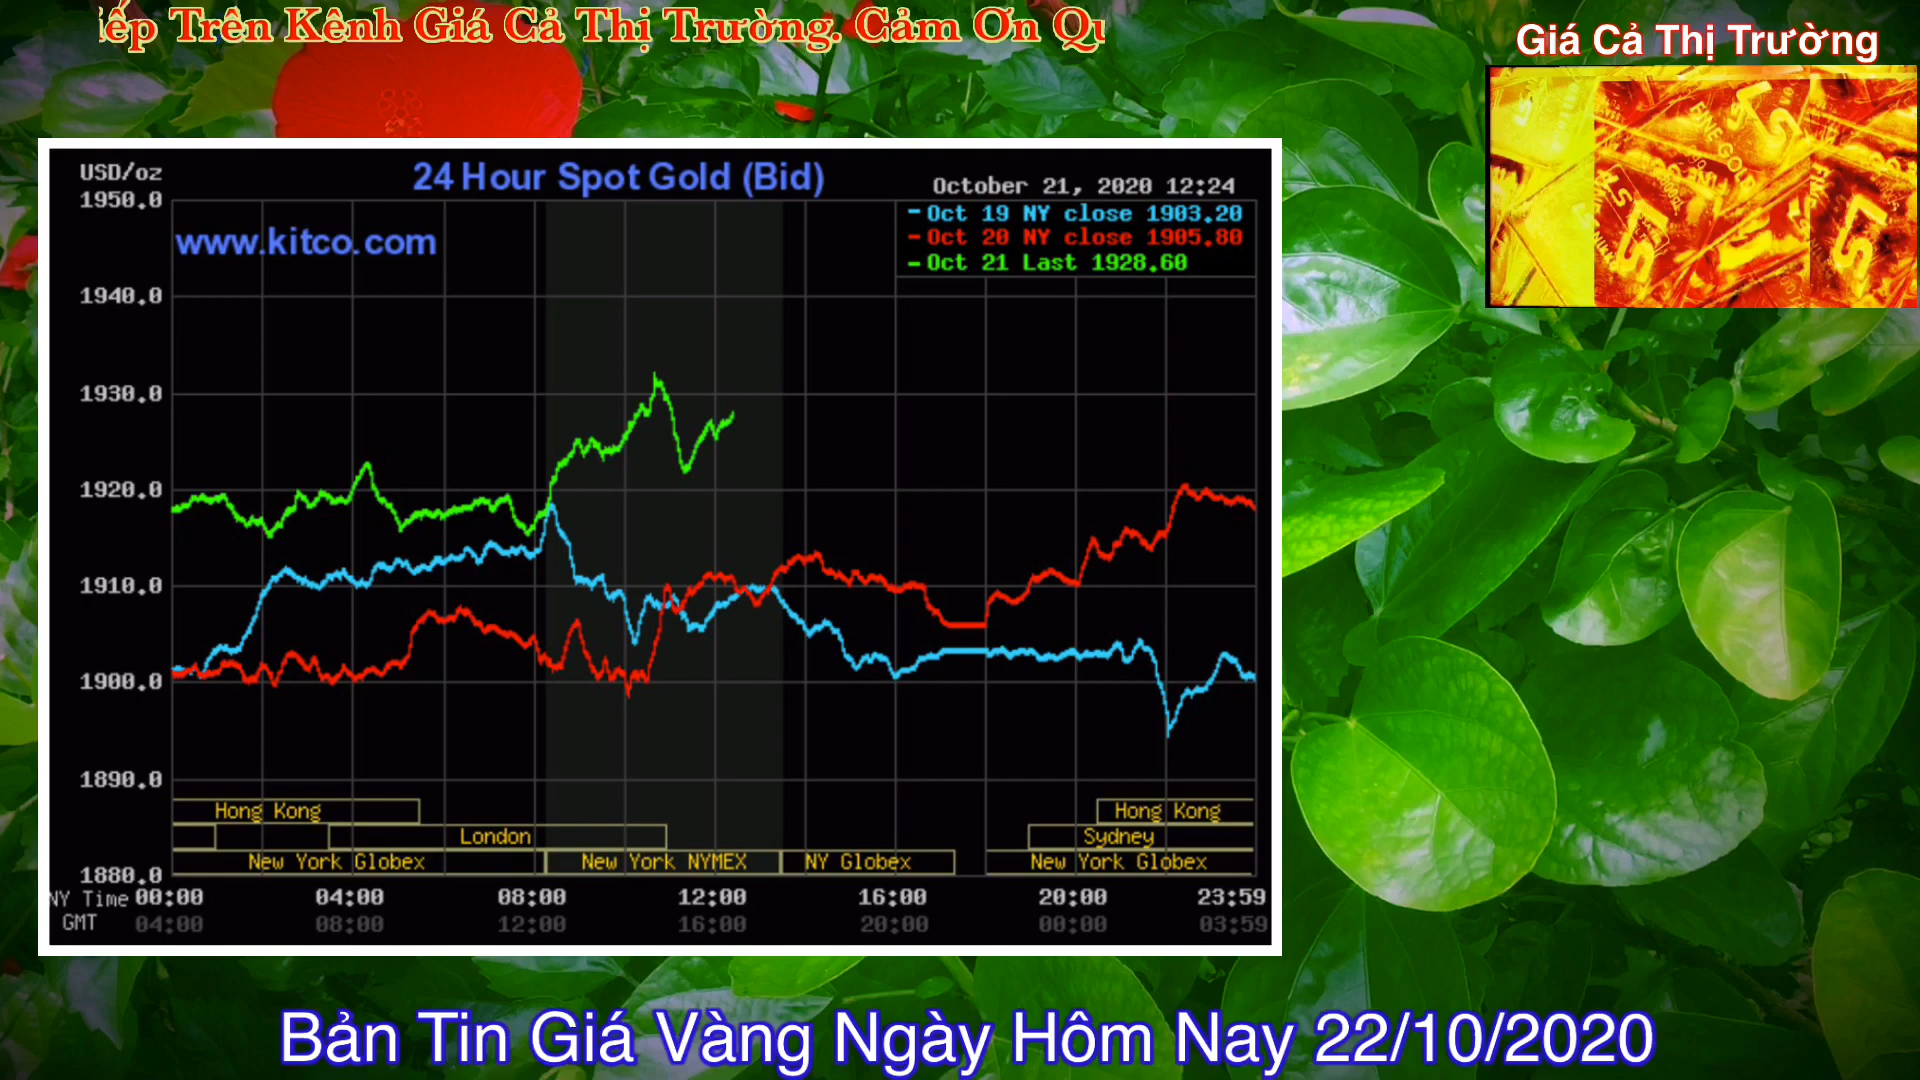 Trên Kênh Giá Cả Thị Trường. Cảm Ơn
Giá Cả Thị Trường
USD/oz
24 Hour Spot Gold (Bid)
October 21, 2020 12:24
www.kitco.com
Oct 19 NY close 1903.20
Oct 20 NY close 1905.80
Oct 21 Last 1928.60
1950.0
1940.0
1930.0
1920.0
1910.0
1900.0
1890.0
1880.0
Hong Kong
Hong Kong
London
Sydney
New York Globex
New York NYMEX
NY Globex
New York Globex
NY Time 00:00 04:00 08:00 12:00 16:00 20:00 23:59
GMT 04:00 08:00 12:00 16:00 20:00 00:00 03:59
Bản Tin Giá Vàng Ngày Hôm Nay 22/10/2020